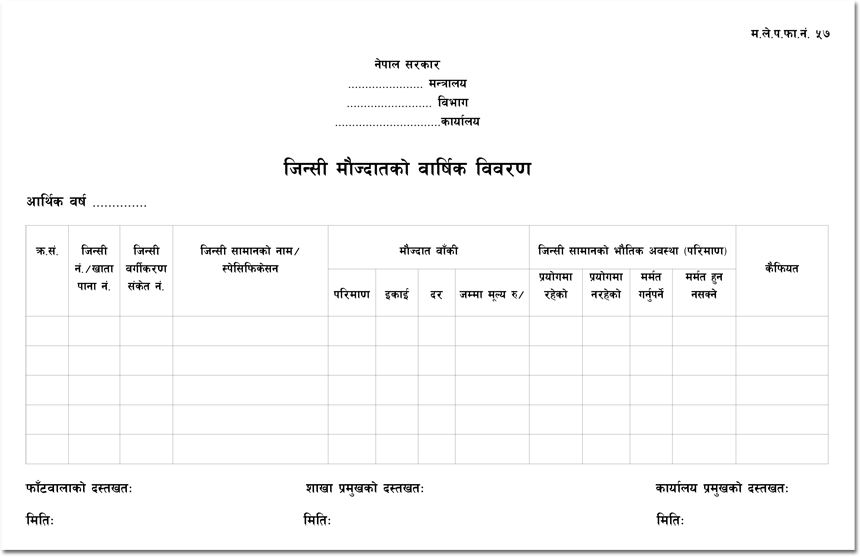 म.ले.प.फा.नं. ५७
नेपाल सरकार
...................... मन्त्रालय
......................... विभाग
...............................कार्यालय
जिन्सी मौज्दातको वार्षिक विवरण
आर्थिक वर्ष ..............
क्र.सं.
जिन्सी
नं./खाता
पाना नं.
जिन्सी
वर्गीकरण
संकेत नं.
जिन्सी सामानको नाम/
स्पेसिफिकेसन
मौज्दात बाँकी
परिमाण
इकाई
दर
जम्मा मूल्य रु/
जिन्सी सामानको भौतिक अवस्था (परिमाण)
प्रयोगमा
रहेको
प्रयोगमा
नरहेको
मर्मत
गर्नुपर्ने
मर्मत हुन
नसक्ने
कैफियत
फाँटवालाको दस्तखतः
शाखा प्रमुखको दस्तखतः
कार्यालय प्रमुखको दस्तखतः
मितिः
मितिः
मितिः